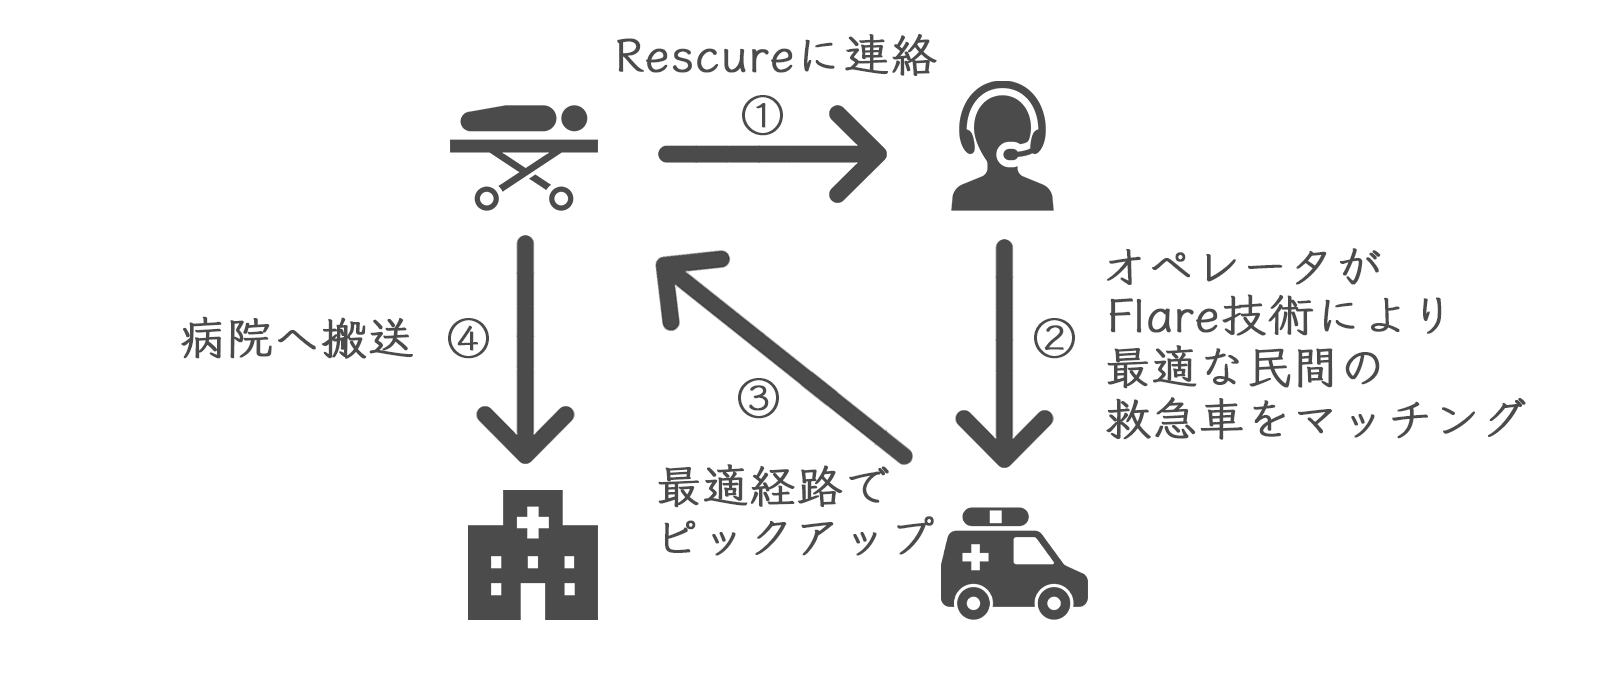 Rescureに連絡
①
オペレータが
Flare技術により
最適な民間の
救急車をマッチング
②
③
最適経路で
ピックアップ
病院へ搬送 ④